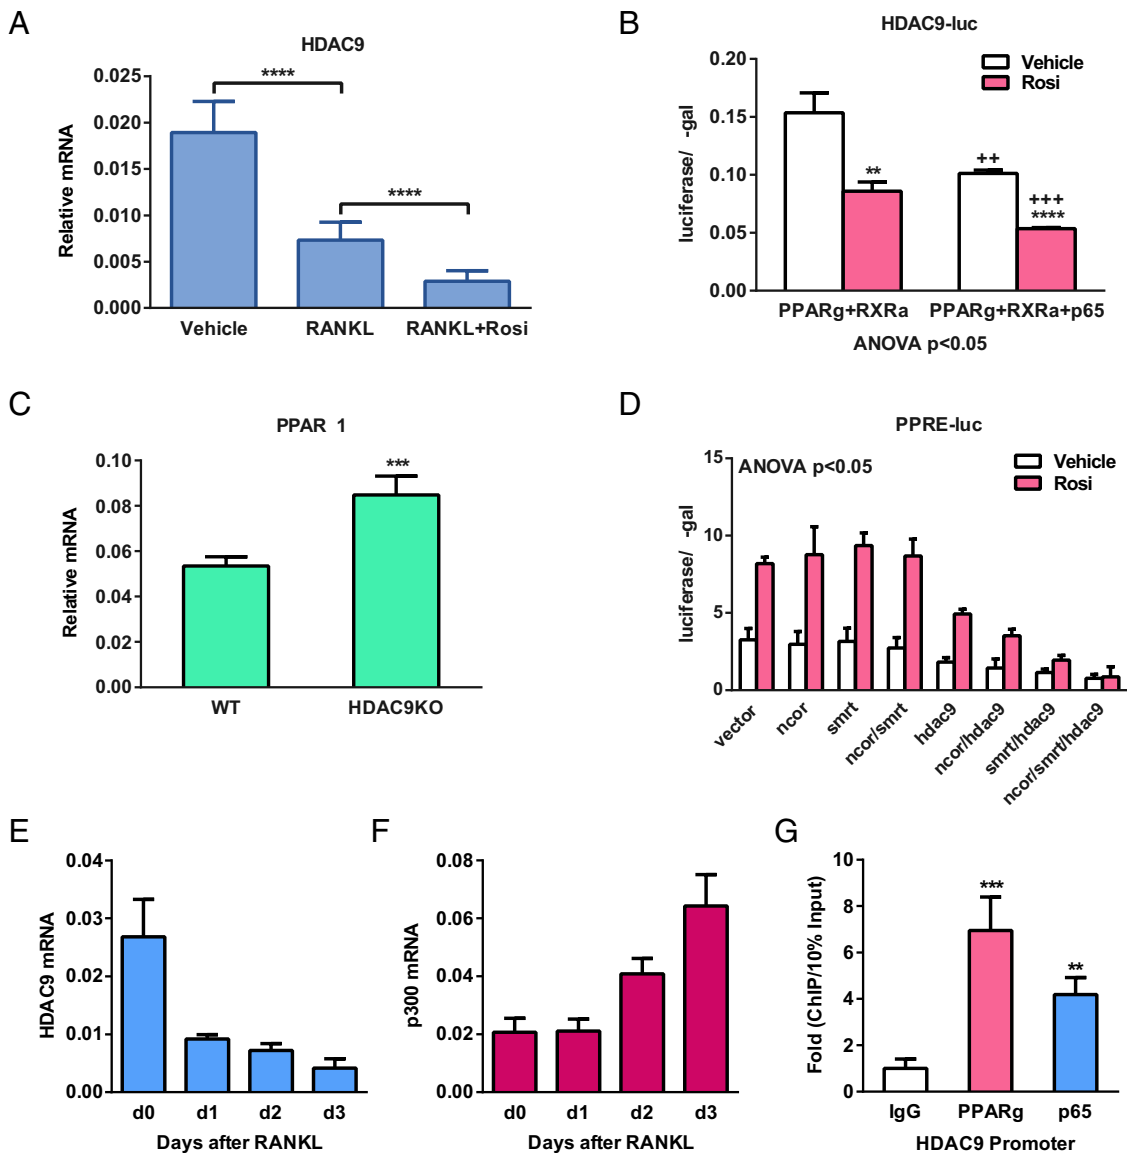 A
HDAC9
Relative mRNA
0.025
0.020
0.015
0.010
0.005
0.000
****
****
Vehicle
RANKL
RANKL+Rosi
B
HDAC9-luc
luciferase/ -gal
0.20
0.15
0.10
0.05
0.00
Vehicle
Rosi
**
++
+++
****
PPARg+RXRa
PPARg+RXRa+p65
ANOVA p<0.05
C
PPAR 1
Relative mRNA
0.10
0.08
0.06
0.04
0.02
0.00
***
WT
HDAC9KO
D
PPRE-luc
luciferase/ -gal
15
10
5
0
ANOVA p<0.05
Vehicle
Rosi
vector
ncor
smrt
ncor/smrt
hdac9
ncor/hdac9
smrt/hdac9
ncor/smrt/hdac9
E
HDAC9 mRNA
0.04
0.03
0.02
0.01
0.00
d0
d1
d2
d3
Days after RANKL
F
p300 mRNA
0.08
0.06
0.04
0.02
0.00
d0
d1
d2
d3
Days after RANKL
G
Fold (ChIP/10% Input)
10
8
6
4
2
0
***
**
IgG
PPARg
p65
HDAC9 Promoter